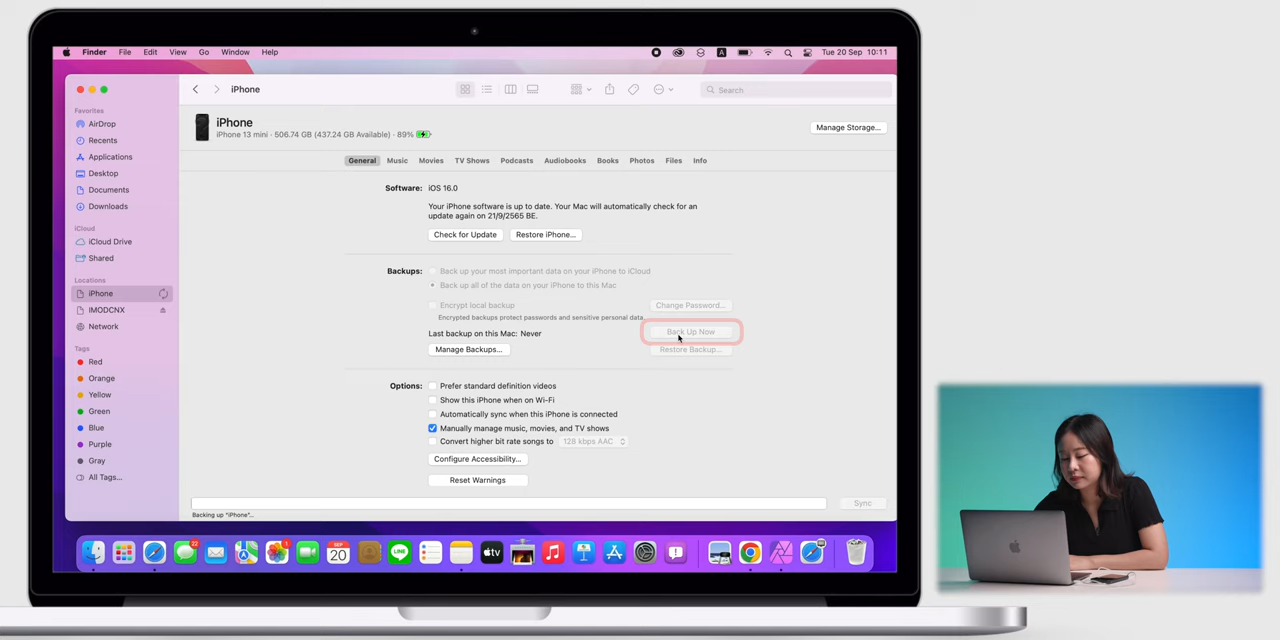 Finder File Edit View Go Window Help
A Tue 20 Sep 10:11
iPhone
Search
Favorites
AirDrop
Recents
Applications
Desktop
Documents
Downloads
iCloud
iCloud Drive
Shared
Locations
iPhone
IMODCNX
Network
Tags
Red
Orange
Yellow
Green
Blue
Purple
Gray
All Tags...
iPhone
iPhone 13 mini · 506.74 GB (437.24 GB Available) · 89%
Manage Storage...
General Music Movies TV Shows Podcasts Audiobooks Books Photos Files Info
Software: iOS 16.0
Your iPhone software is up to date. Your Mac will automatically check for an
update again on 21/9/2565 BE.
Check for Update Restore iPhone...
Backups: Back up your most important data on your iPhone to iCloud
Back up all of the data on your iPhone to this Mac
Encrypt local backup Change Password...
Encrypted backups protect passwords and sensitive personal data.
Last backup on this Mac: Never Back Up Now
Manage Backups... Restore Backup...
Options: Prefer standard definition videos
Show this iPhone when on Wi-Fi
Automatically sync when this iPhone is connected
Manually manage music, movies, and TV shows
Convert higher bit rate songs to 128 kbps AAC
Configure Accessibility...
Reset Warnings
Sync
Backing up "iPhone"...
22
1
SEP
20
LINE
tv